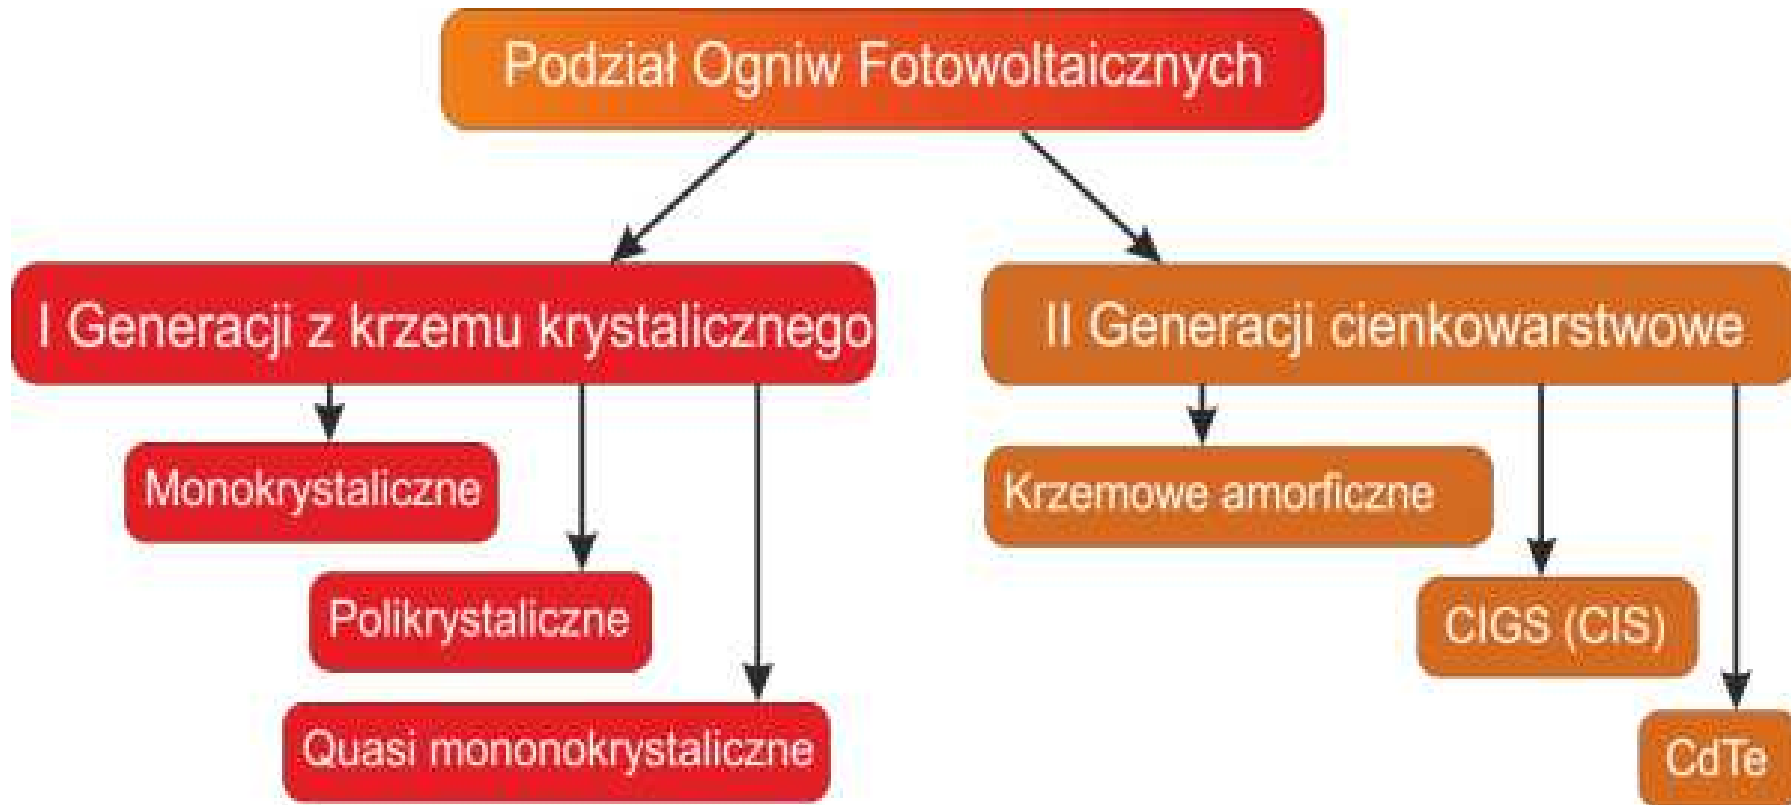 Podział Ogniw Fotowoltaicznych
I Generacji z krzemu krystalicznego
II Generacji cienkowarstwowe
Monokrystaliczne
Krzemowe amorficzne
Polikrystaliczne
CIGS (CIS)
Quasi mononokrystaliczne
CdTe